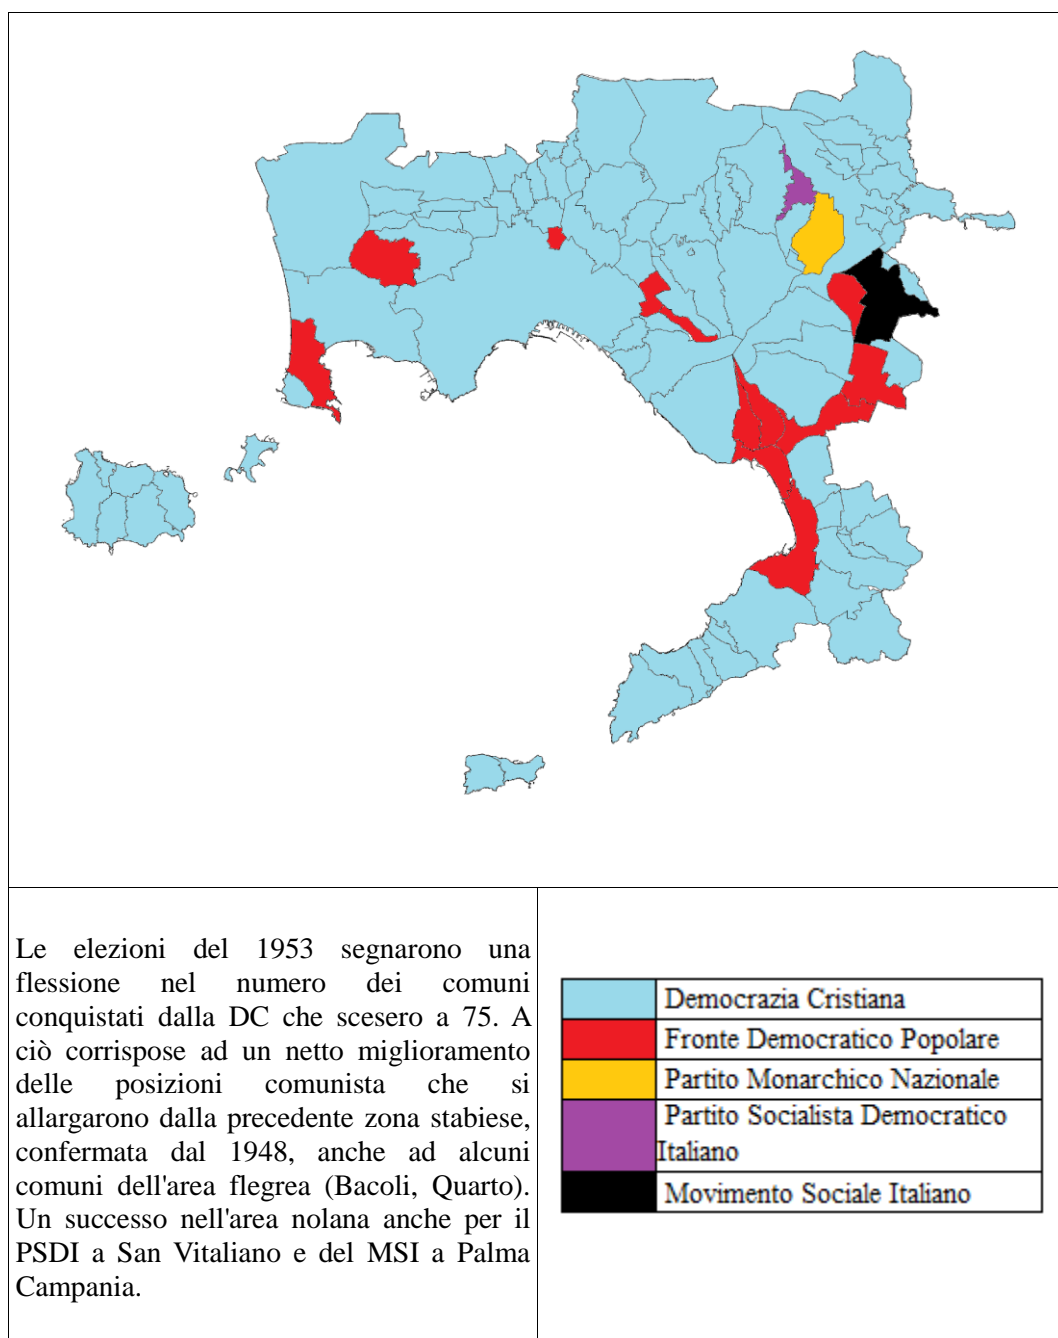 Le elezioni del 1953 segnarono una
flessione nel numero dei comuni
conquistati dalla DC che scesero a 75. A
ciò corrispose ad un netto miglioramento
delle posizioni comunista che si
allargarono dalla precedente zona stabiese,
confermata dal 1948, anche ad alcuni
comuni dell'area flegrea (Bacoli, Quarto).
Un successo nell'area nolana anche per il
PSDI a San Vitaliano e del MSI a Palma
Campania.
Democrazia Cristiana
Fronte Democratico Popolare
Partito Monarchico Nazionale
Partito Socialista Democratico
Italiano
Movimento Sociale Italiano